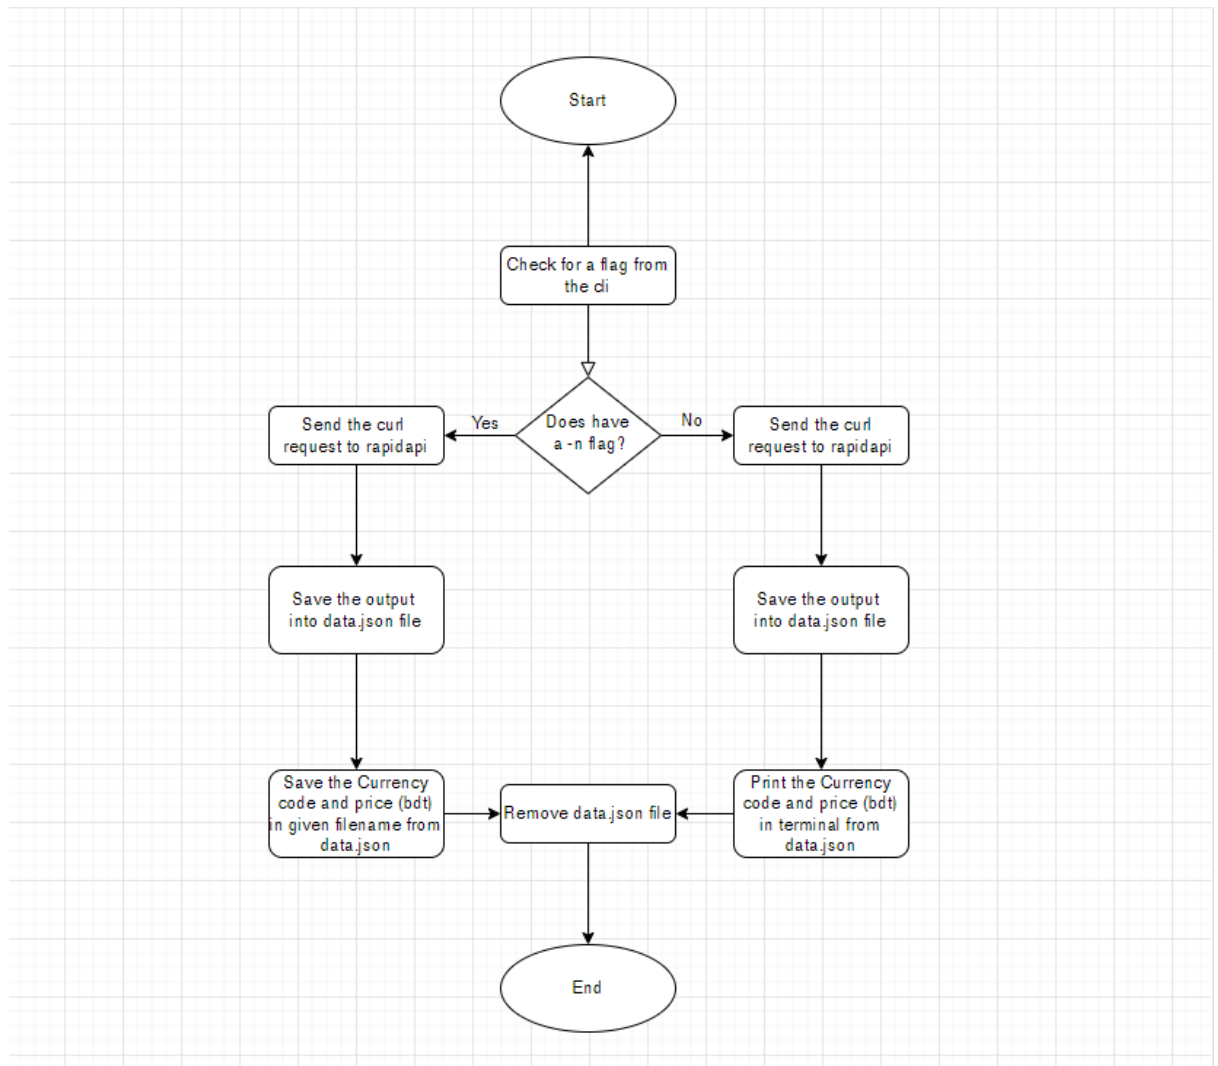 Start
Check for a flag from
the cli
Does have
a -n flag?
Yes
No
Send the curl
request to rapidapi
Send the curl
request to rapidapi
Save the output
into data.json file
Save the output
into data.json file
Save the Currency
code and price (bdt)
in given filename from
data.json
Remove data.json file
Print the Currency
code and price (bdt)
in terminal from
data.json
End